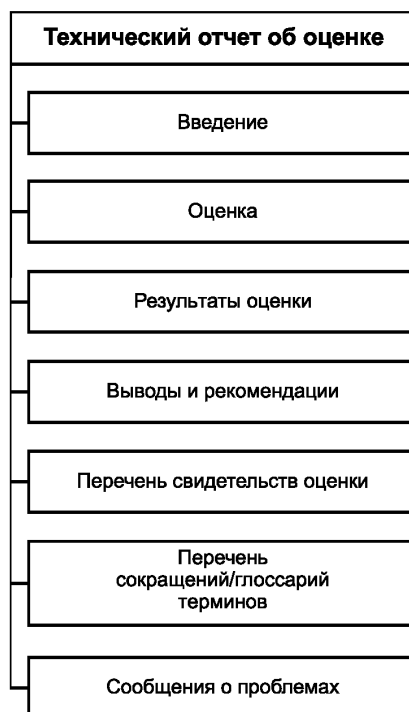 Технический отчет об оценке
Введение
Оценка
Результаты оценки
Выводы и рекомендации
Перечень свидетельств оценки
Перечень
сокращений/глоссарий
терминов
Сообщения о проблемах